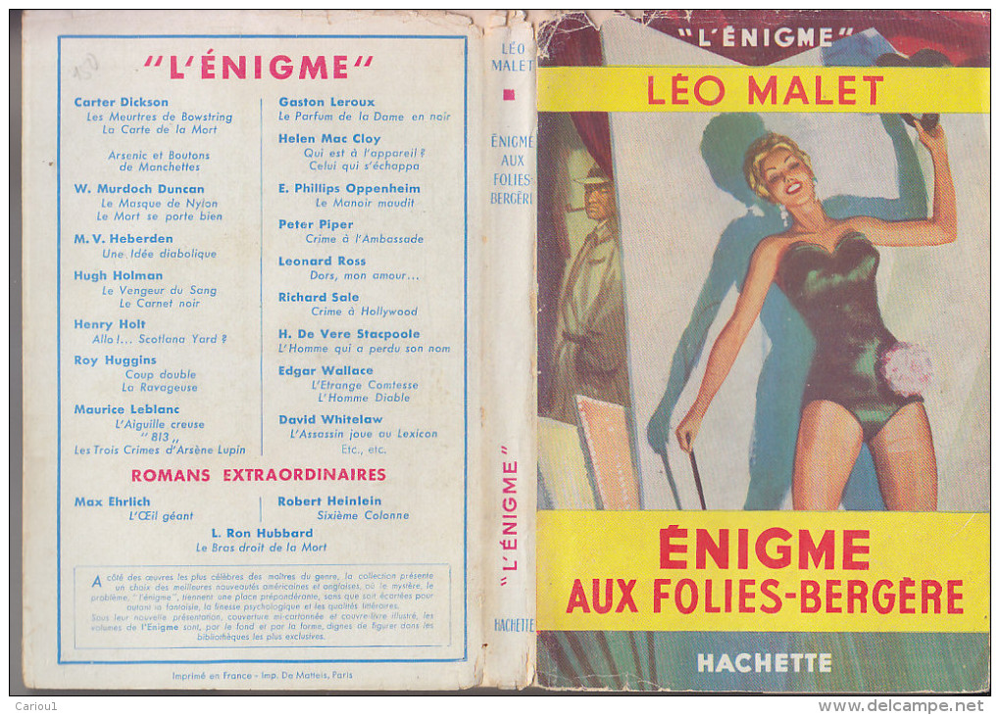 "L'ÉNIGME"
150
Carter Dickson
Les Meurtres de Bowstring
La Carte de la Mort
Arsenic et Boutons
de Manchettes
W. Murdoch Duncan
Le Masque de Nylon
Le Mort se porte bien
M. V. Heberden
Une Idée diabolique
Hugh Holman
Le Vengeur du Sang
Le Carnet noir
Henry Holt
Allo !... Scotland Yard ?
Roy Huggins
Coup double
La Ravageuse
Maurice Leblanc
L'Aiguille creuse
" 813 „
Les Trois Crimes d'Arsène Lupin
Gaston Leroux
Le Parfum de la Dame en noir
Helen Mac Cloy
Qui est à l'appareil ?
Celui qui s'échappa
E. Phillips Oppenheim
Le Manoir maudit
Peter Piper
Crime à l'Ambassade
Leonard Ross
Dors, mon amour...
Richard Sale
Crime à Hollywood
H. De Vere Stacpoole
L'Homme qui a perdu son nom
Edgar Wallace
L'Etrange Comtesse
L'Homme Diable
David Whitelaw
L'Assassin joue au Lexicon
Etc., etc.
ROMANS EXTRAORDINAIRES
Max Ehrlich
L'Œil géant
Robert Heinlein
Sixième Colonne
L. Ron Hubbard
Le Bras droit de la Mort
A côté des œuvres les plus célèbres des maîtres du genre, la collection présente
un choix des meilleures nouveautés américaines et anglaises, où le mystère, le
problème, "l'énigme", tiennent une place prépondérante, sans que soit écartées pour
autant la fantaisie, la finesse psychologique et les qualités littéraires.
Sous leur nouvelle présentation, couverture mi-cartonnée et couvre-livre illustré, les
volumes de l'Enigme sont, par le fond et par la forme, dignes de figurer dans les
bibliothèques les plus exclusives.
Imprimé en France - Imp. De Matteis, Paris
LÉO
MALET
ÉNIGME
AUX
FOLIES-
BERGÈRE
"L'ÉNIGME"
HACHETTE
"L'ÉNIGME"
LÉO MALET
ÉNIGME
AUX FOLIES-BERGÈRE
HACHETTE
Cariou1
www.delcampe.net